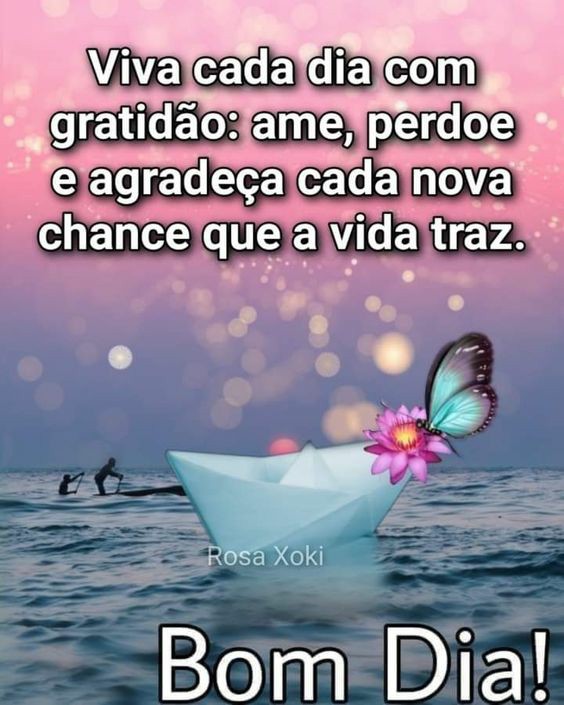 Viva cada dia com
gratidão: ame, perdoe
e agradeça cada nova
chance que a vida traz.
Rosa Xoki
Bom Dia!